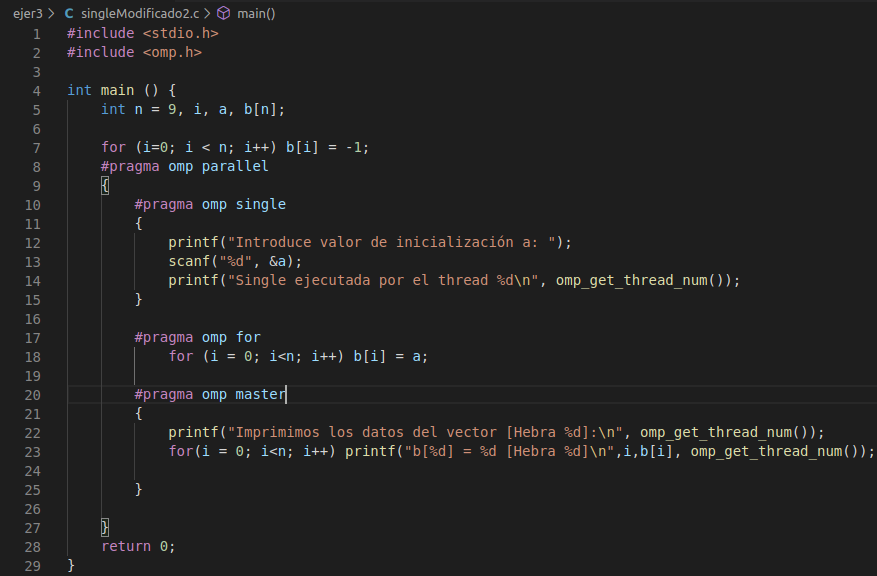 ejer3 > C singleModificado2.c > main()
1 #include <stdio.h>
2 #include <omp.h>
3
4 int main () {
5     int n = 9, i, a, b[n];
6
7     for (i=0; i < n; i++) b[i] = -1;
8     #pragma omp parallel
9     {
10         #pragma omp single
11         {
12             printf("Introduce valor de inicialización a: ");
13             scanf("%d", &a);
14             printf("Single ejecutada por el thread %d\n", omp_get_thread_num());
15         }
16
17         #pragma omp for
18             for (i = 0; i<n; i++) b[i] = a;
19
20         #pragma omp master
21         {
22             printf("Imprimimos los datos del vector [Hebra %d]:\n", omp_get_thread_num());
23             for(i = 0; i<n; i++) printf("b[%d] = %d [Hebra %d]\n",i,b[i], omp_get_thread_num());
24
25         }
26
27     }
28     return 0;
29 }